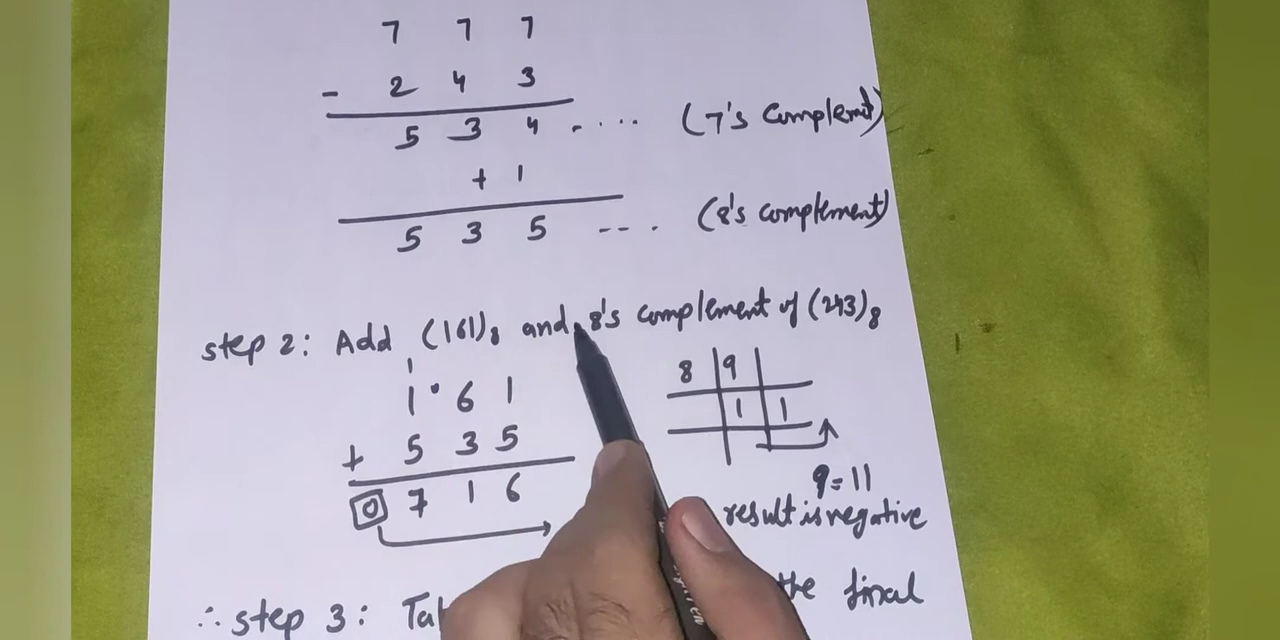 7 7 7
- 2 4 3
5 3 4 ..... (7's complement)
+ 1
5 3 5 --- . (8's complement)
step 2: Add (161)8 and 8's complement of (243)8
1
1 6 1
+ 5 3 5
0 7 1 6
8 9
1 1
9 = 11
result is negative
∴ step 3: the final